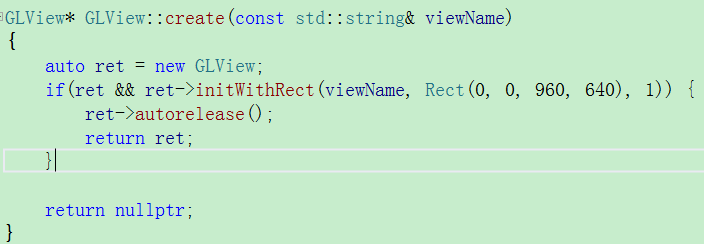 GLView* GLView::create(const std::string& viewName)
{
    auto ret = new GLView;
    if(ret && ret->initWithRect(viewName, Rect(0, 0, 960, 640), 1)) {
        ret->autorelease();
        return ret;
    }
    return nullptr;
}